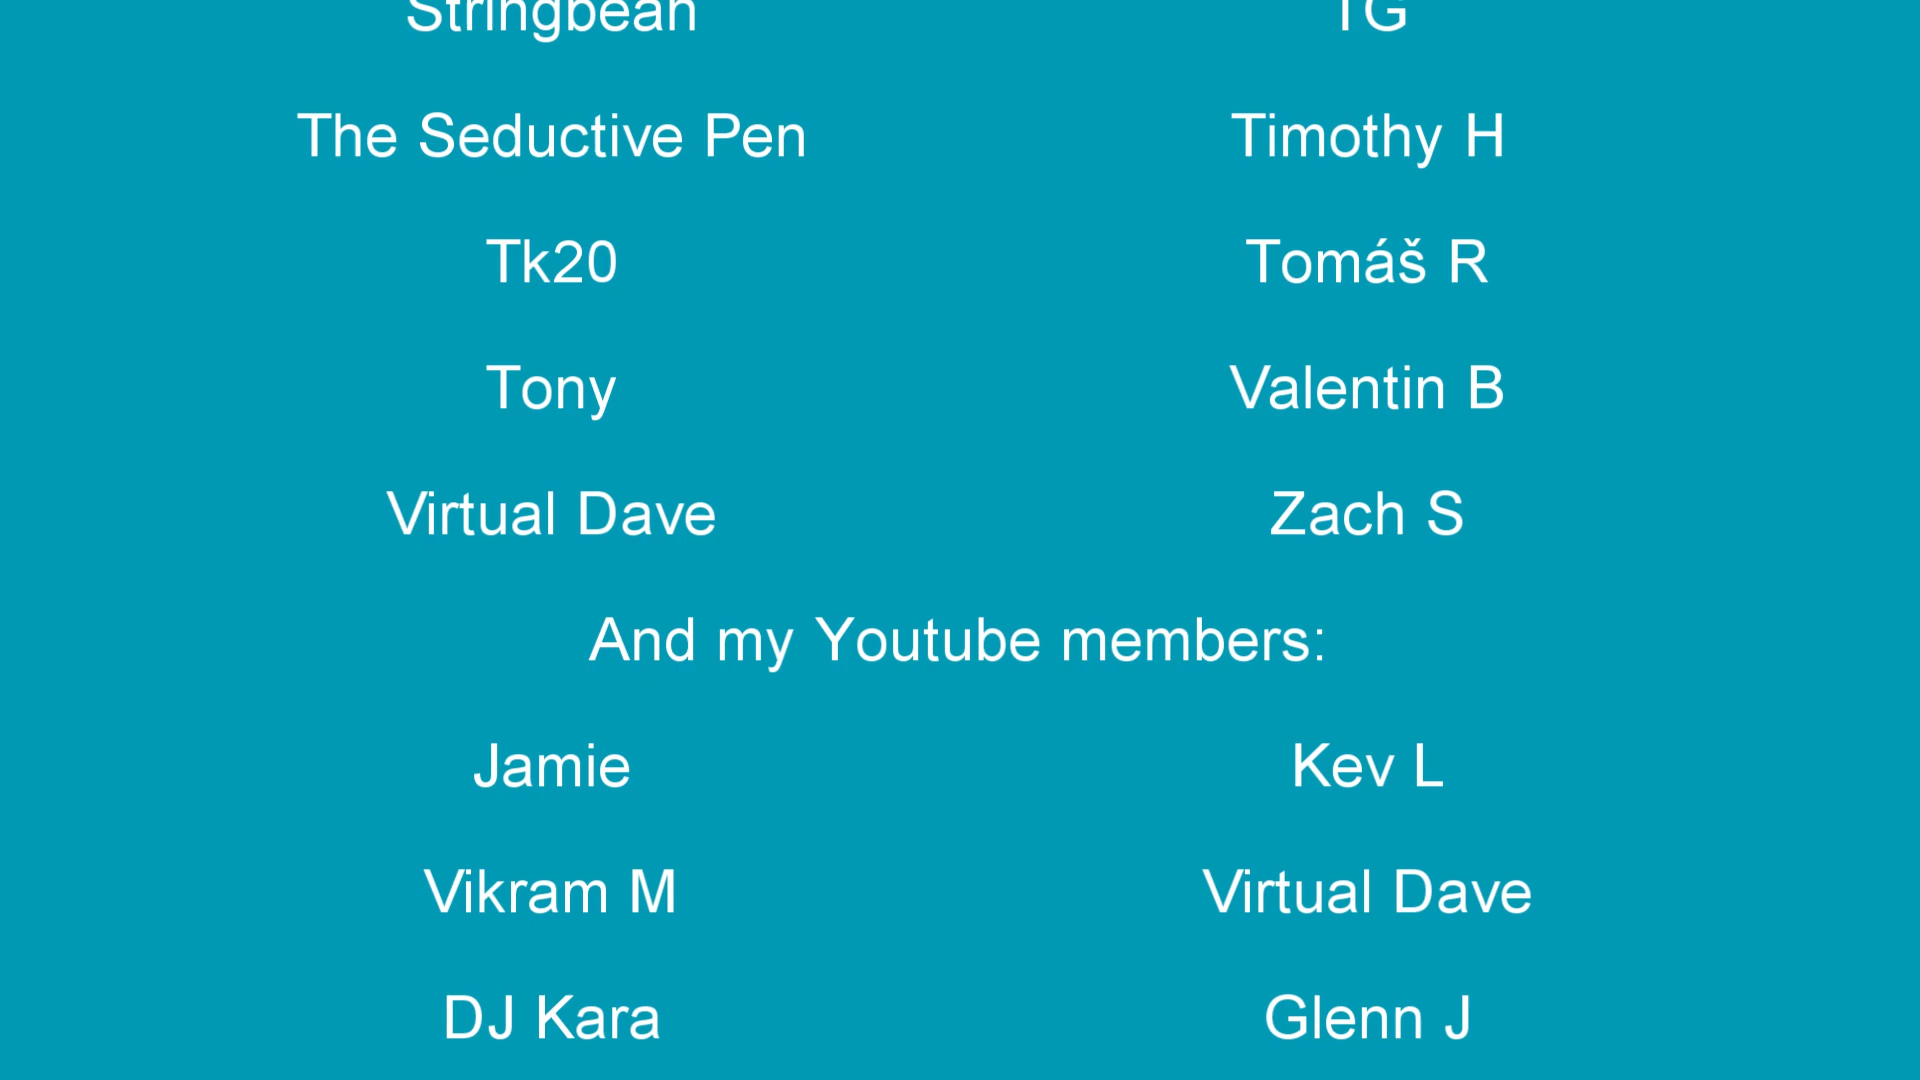 Stringbean TG
The Seductive Pen Timothy H
Tk20 Tomáš R
Tony Valentin B
Virtual Dave Zach S
And my Youtube members:
Jamie Kev L
Vikram M Virtual Dave
DJ Kara Glenn J